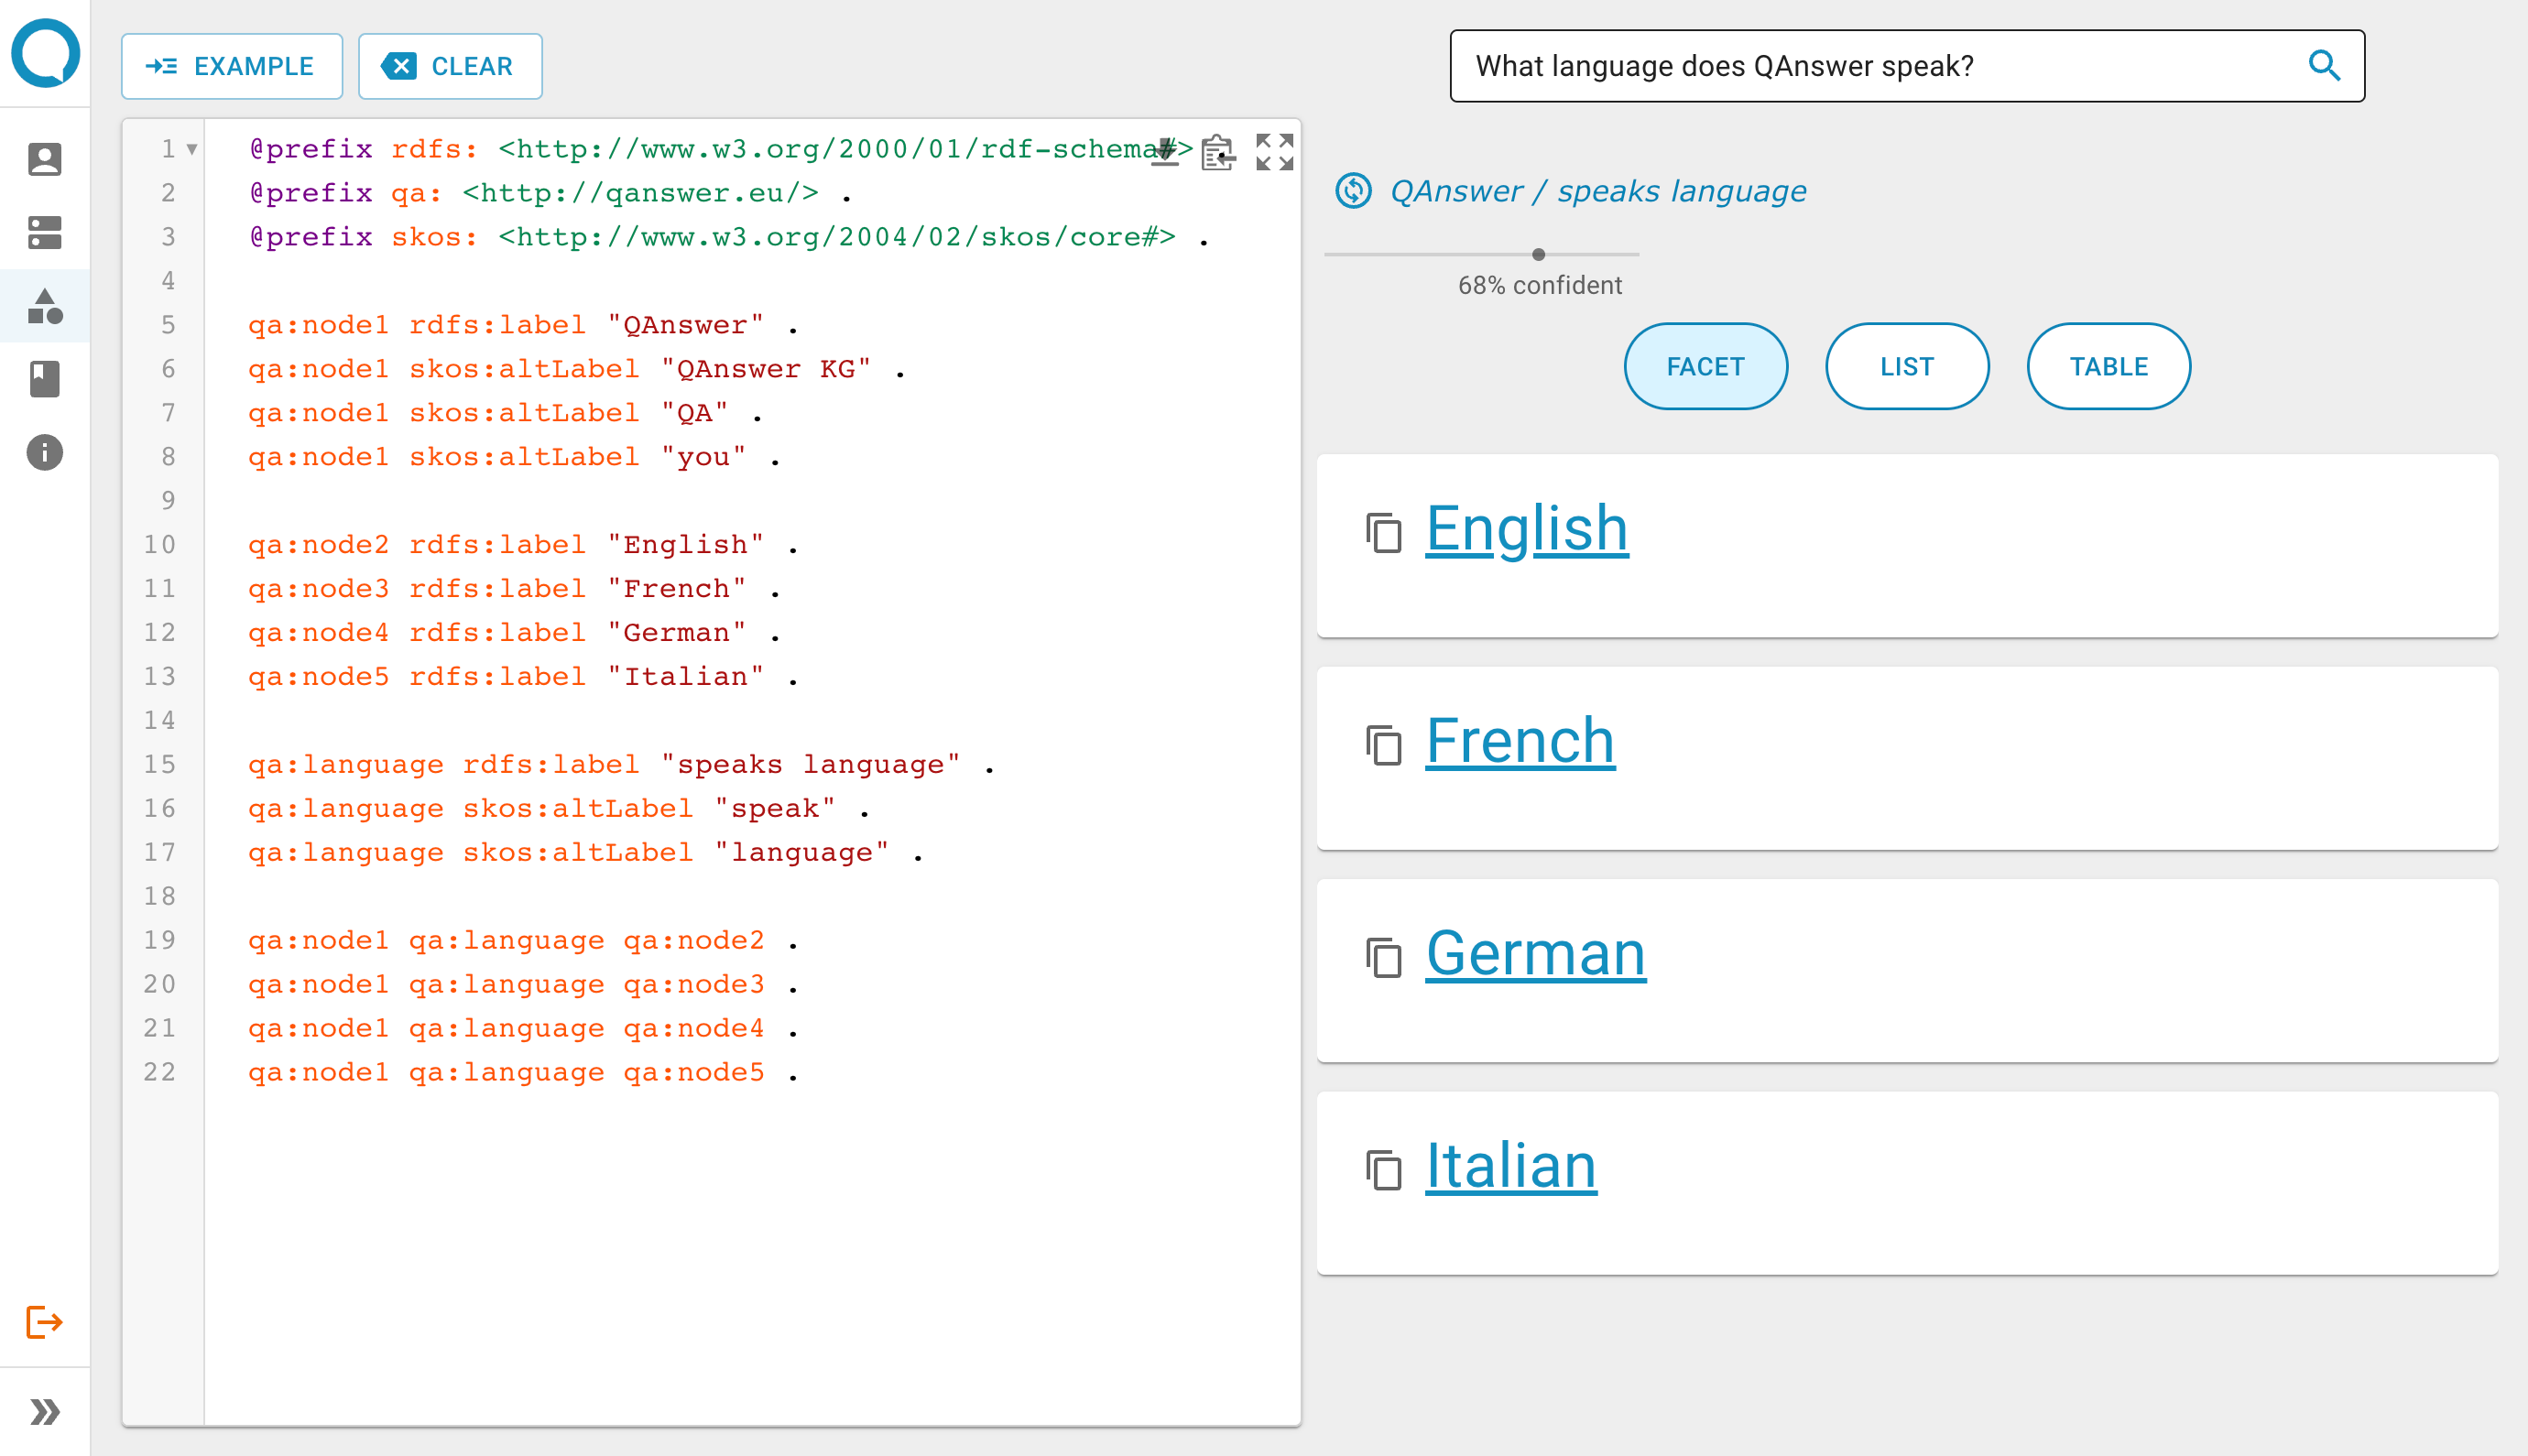 EXAMPLE
CLEAR
1 @prefix rdfs: <http://www.w3.org/2000/01/rdf-schema#> .
2 @prefix qa: <http://qanswer.eu/> .
3 @prefix skos: <http://www.w3.org/2004/02/skos/core#> .
4
5 qa:node1 rdfs:label "QAnswer" .
6 qa:node1 skos:altLabel "QAnswer KG" .
7 qa:node1 skos:altLabel "QA" .
8 qa:node1 skos:altLabel "you" .
9
10 qa:node2 rdfs:label "English" .
11 qa:node3 rdfs:label "French" .
12 qa:node4 rdfs:label "German" .
13 qa:node5 rdfs:label "Italian" .
14
15 qa:language rdfs:label "speaks language" .
16 qa:language skos:altLabel "speak" .
17 qa:language skos:altLabel "language" .
18
19 qa:node1 qa:language qa:node2 .
20 qa:node1 qa:language qa:node3 .
21 qa:node1 qa:language qa:node4 .
22 qa:node1 qa:language qa:node5 .
What language does QAnswer speak?
QAnswer / speaks language
68% confident
FACET
LIST
TABLE
English
French
German
Italian